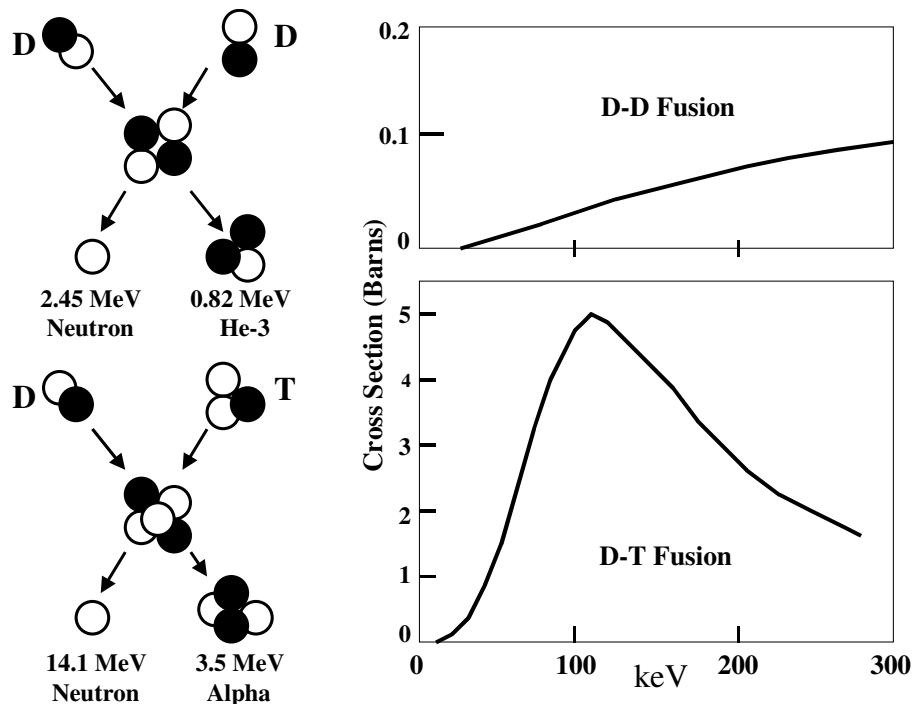 D
D
2.45 MeV
Neutron
0.82 MeV
He-3
D
T
14.1 MeV
Neutron
3.5 MeV
Alpha
Cross Section (Barns)
0.2
0.1
0
D-D Fusion
100
200
5
4
3
2
1
0
D-T Fusion
0
100
200
300
keV